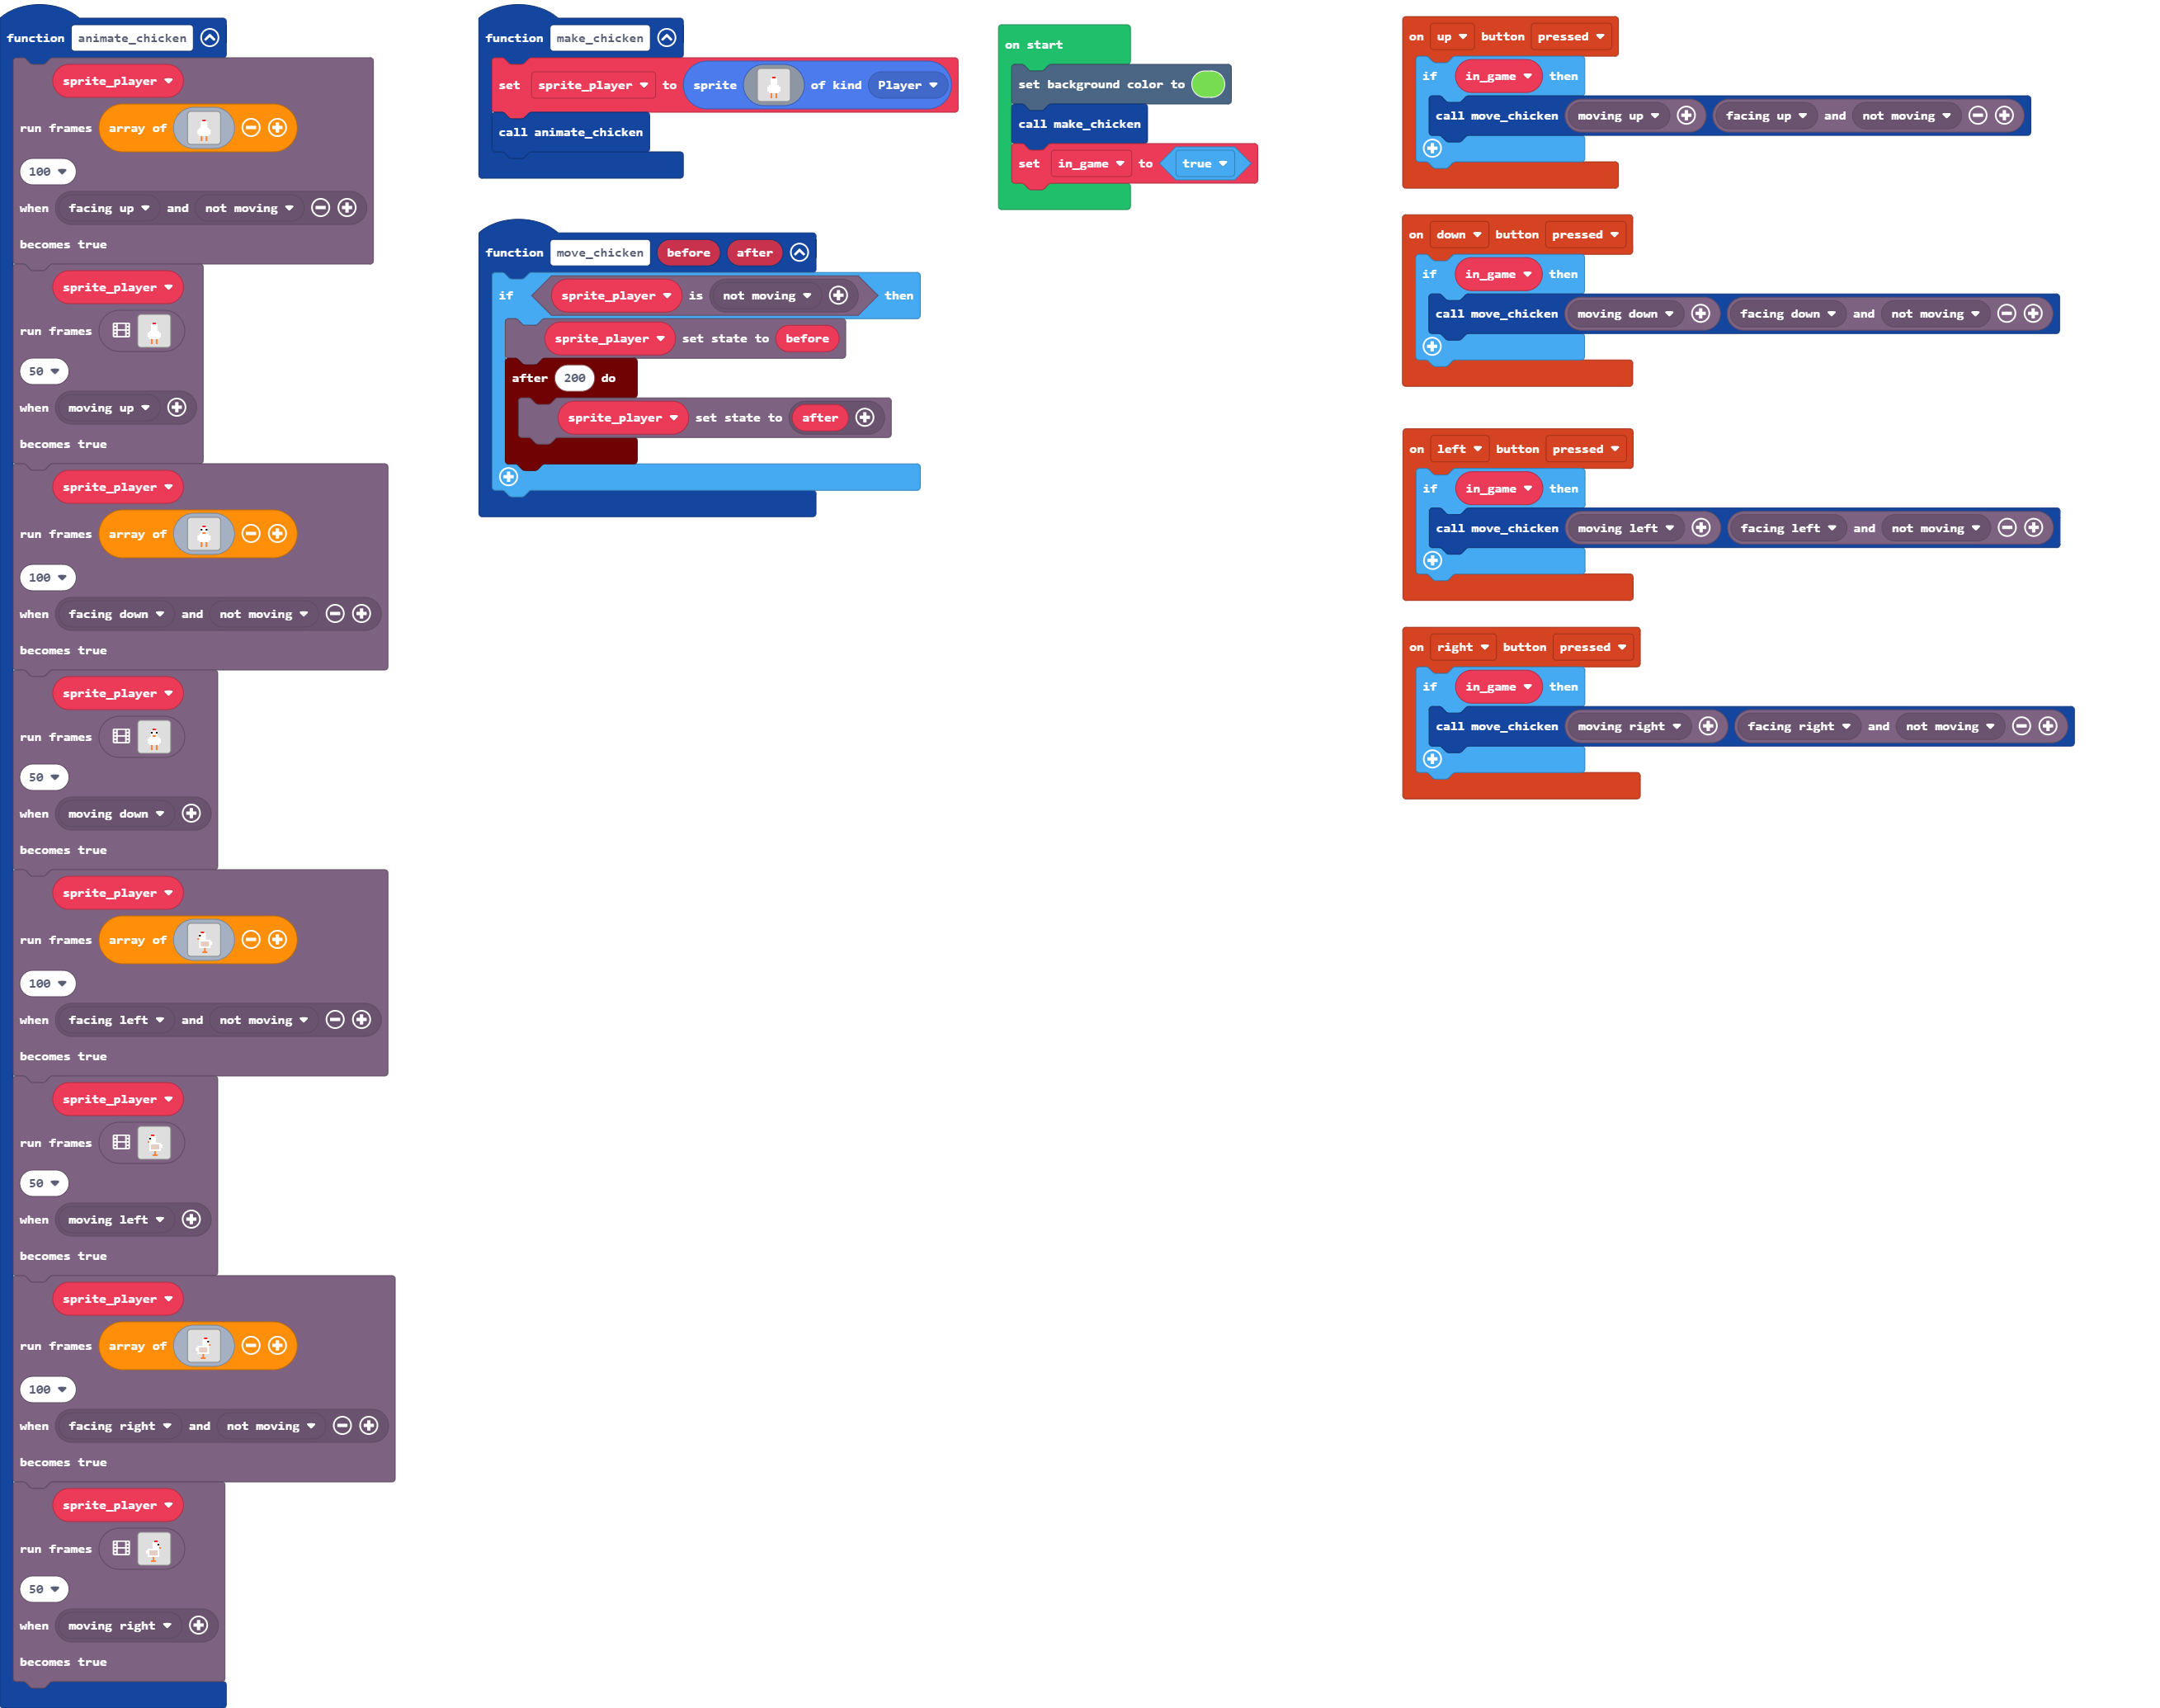 function animate_chicken
sprite_player
run frames array of
100
when facing up and not moving
becomes true
sprite_player
run frames
50
when moving up
becomes true
sprite_player
run frames array of
100
when facing down and not moving
becomes true
sprite_player
run frames
50
when moving down
becomes true
sprite_player
run frames array of
100
when facing left and not moving
becomes true
sprite_player
run frames
50
when moving left
becomes true
sprite_player
run frames array of
100
when facing right and not moving
becomes true
sprite_player
run frames
50
when moving right
becomes true
function make_chicken
set sprite_player to sprite of kind Player
call animate_chicken
function move_chicken before after
if sprite_player is not moving then
sprite_player set state to before
after 200 do
sprite_player set state to after
on start
set background color to
call make_chicken
set in_game to true
on up button pressed
if in_game then
call move_chicken moving up facing up and not moving
on down button pressed
if in_game then
call move_chicken moving down facing down and not moving
on left button pressed
if in_game then
call move_chicken moving left facing left and not moving
on right button pressed
if in_game then
call move_chicken moving right facing right and not moving